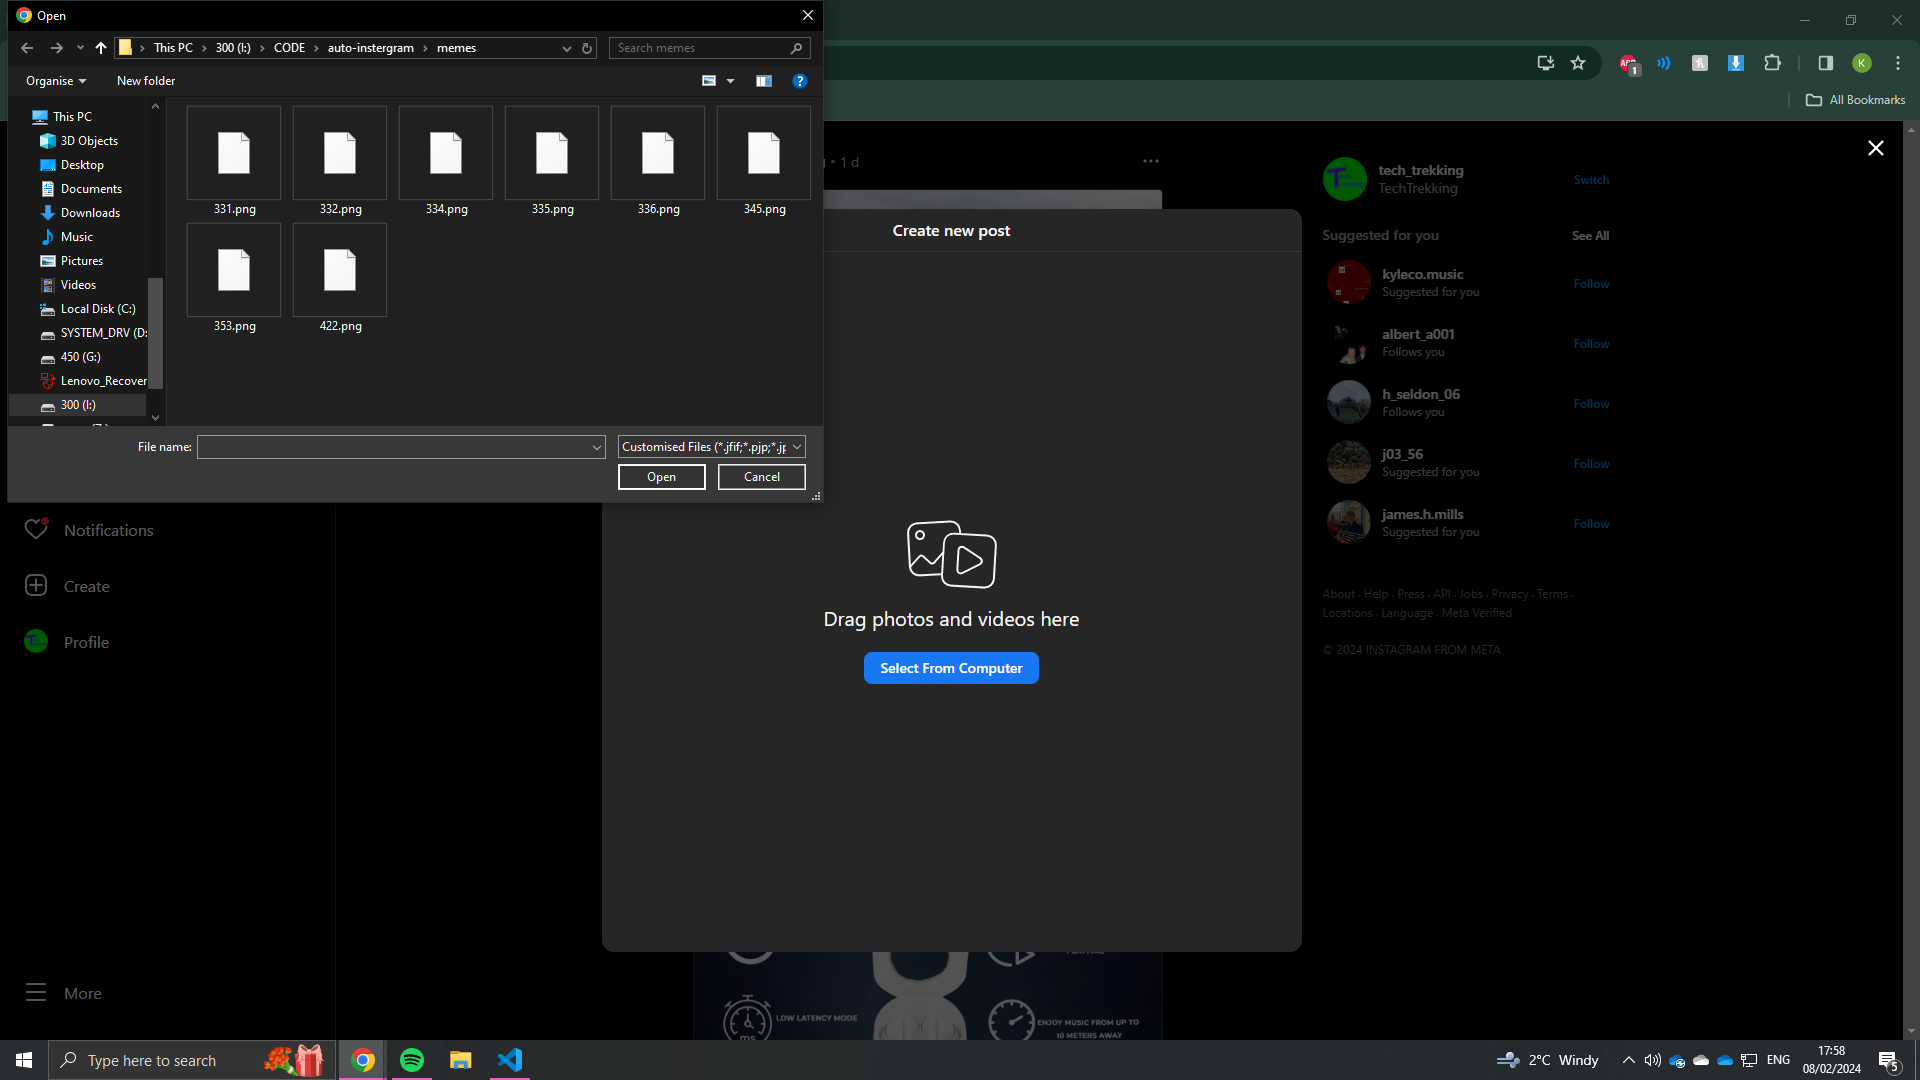 Open
This PC
300 (I:)
CODE
auto-instergram
memes
Search memes
Organise
New folder
This PC
3D Objects
Desktop
Documents
Downloads
Music
Pictures
Videos
Local Disk (C:)
SYSTEM_DRV (D:
450 (G:)
Lenovo_Recover
300 (I:)
331.png
332.png
334.png
335.png
336.png
345.png
353.png
422.png
File name:
Customised Files (*.jfif;*.pjp;*.jp
Open
Cancel
1
K
All Bookmarks
• 1 d
Create new post
Drag photos and videos here
Select From Computer
Notifications
Create
Profile
More
tech_trekking
TechTrekking
Switch
Suggested for you
See All
kyleco.music
Suggested for you
Follow
albert_a001
Follows you
Follow
h_seldon_06
Follows you
Follow
j03_56
Suggested for you
Follow
james.h.mills
Suggested for you
Follow
About · Help · Press · API · Jobs · Privacy · Terms ·
Locations · Language · Meta Verified
© 2024 INSTAGRAM FROM META
LOW LATENCY MODE
ms
ENJOY MUSIC FROM UP TO
10 METERS AWAY
Type here to search
2°C Windy
ENG
17:58
08/02/2024
5